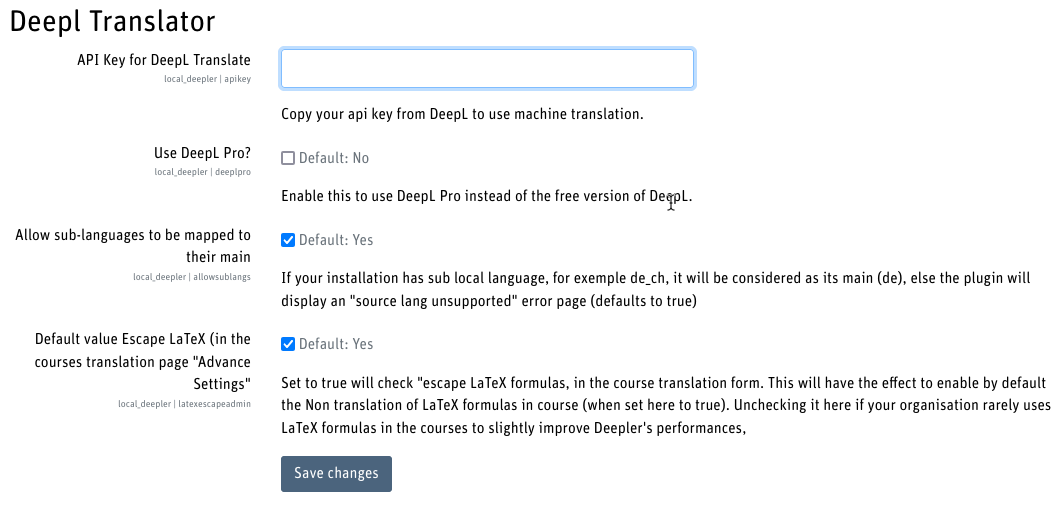 Deepl Translator
API Key for DeepL Translate
local_deepler | apikey
Copy your api key from DeepL to use machine translation.
Use DeepL Pro?
local_deepler | deeplpro
Default: No
Enable this to use DeepL Pro instead of the free version of DeepL.
Allow sub-languages to be mapped to
their main
local_deepler | allowsublangs
Default: Yes
If your installation has sub local language, for exemple de_ch, it will be considered as its main (de), else the plugin will
display an "source lang unsupported" error page (defaults to true)
Default value Escape LaTeX (in the
courses translation page "Advance
Settings"
local_deepler | latexescapeadmin
Default: Yes
Set to true will check "escape LaTeX formulas, in the course translation form. This will have the effect to enable by default
the Non translation of LaTeX formulas in course (when set here to true). Unchecking it here if your organisation rarely uses
LaTeX formulas in the courses to slightly improve Deepler's performances,
Save changes